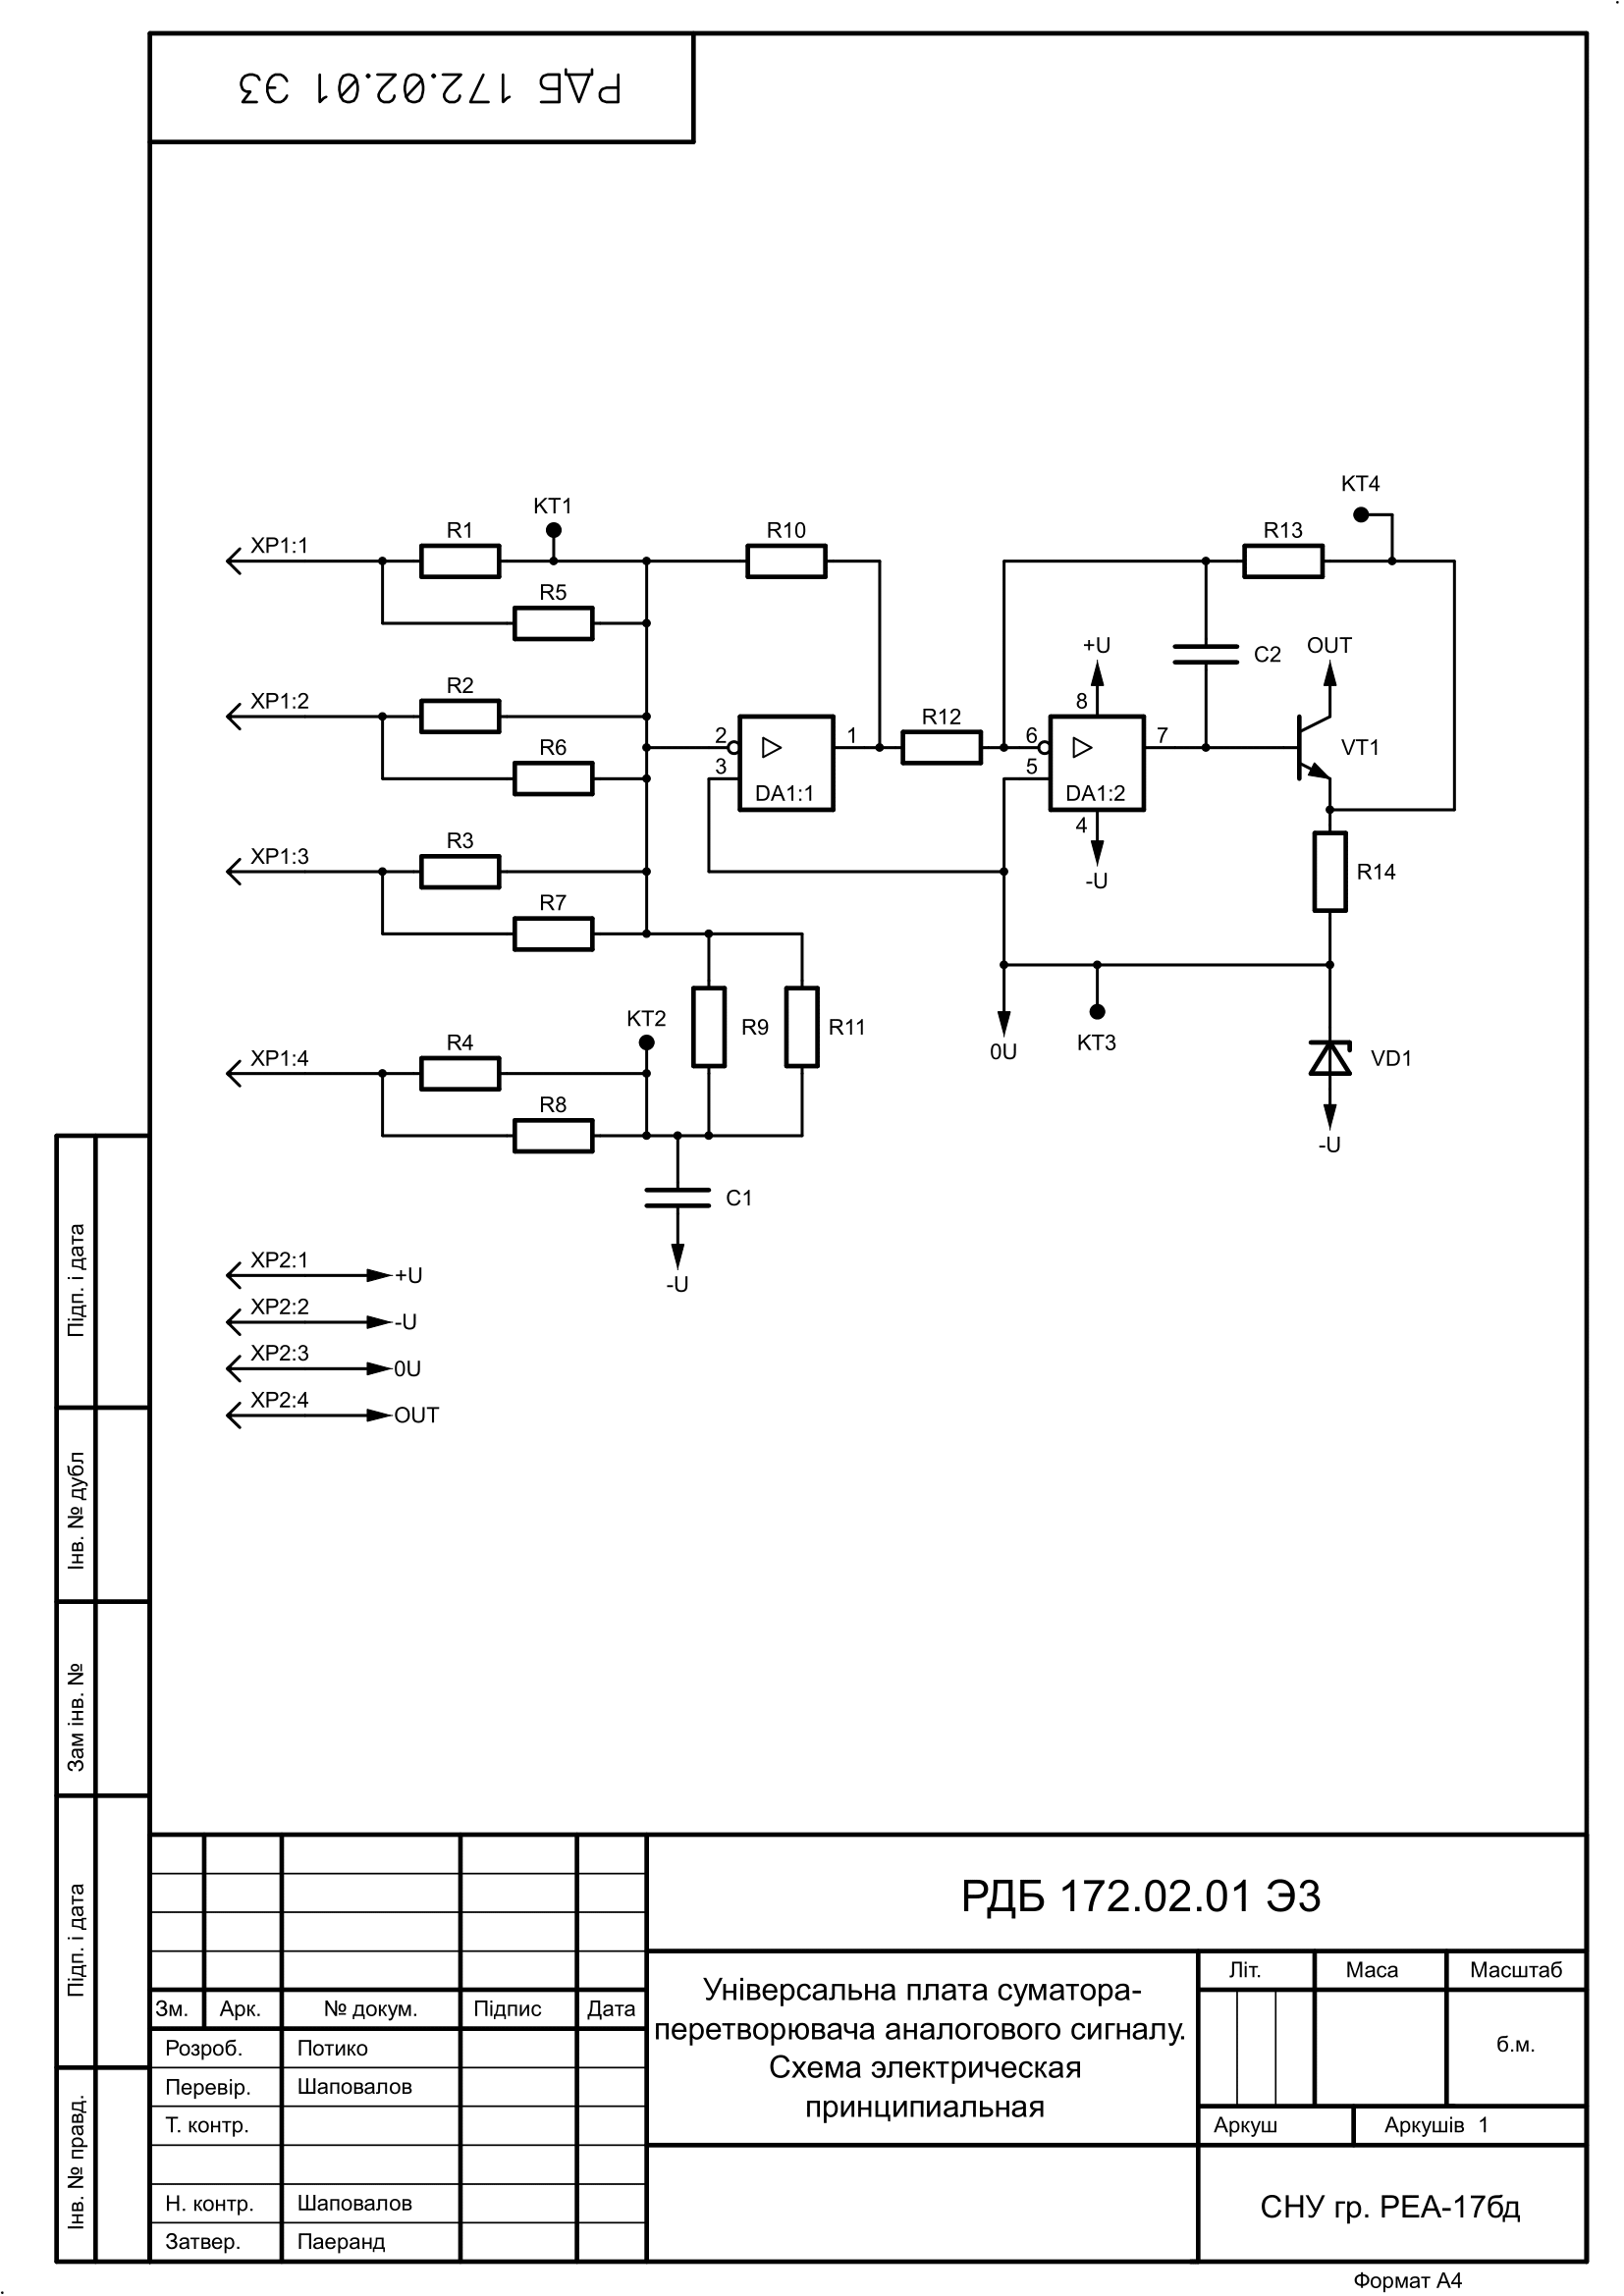 РДБ 172.02.01 ЭЗ
KT4
KT1
R1
R10
R13
XP1:1
R5
+U
C2
OUT
R2
8
XP1:2
R12
2
1
6
7
R6
VT1
3
5
DA1:1
DA1:2
4
R3
XP1:3
-U
R14
R7
KT2
R9
R11
R4
0U
KT3
XP1:4
VD1
R8
-U
C1
XP2:1
+U
-U
XP2:2
-U
XP2:3
0U
XP2:4
OUT
Підп. і дата
Інв. № дубл
Зам інв. №
Підп. і дата
Інв. № правд.
РДБ 172.02.01 ЭЗ
Універсальна плата суматора-
перетворювача аналогового сигналу.
Схема электрическая
принципиальная
Літ.
Маса
Масштаб
б.м.
Аркуш
Аркушів 1
Зм.
Арк.
№ докум.
Підпис
Дата
Розроб.
Потико
Перевір.
Шаповалов
Т. контр.
Н. контр.
Шаповалов
Затвер.
Паеранд
СНУ гр. РЕА-17бд
Формат А4